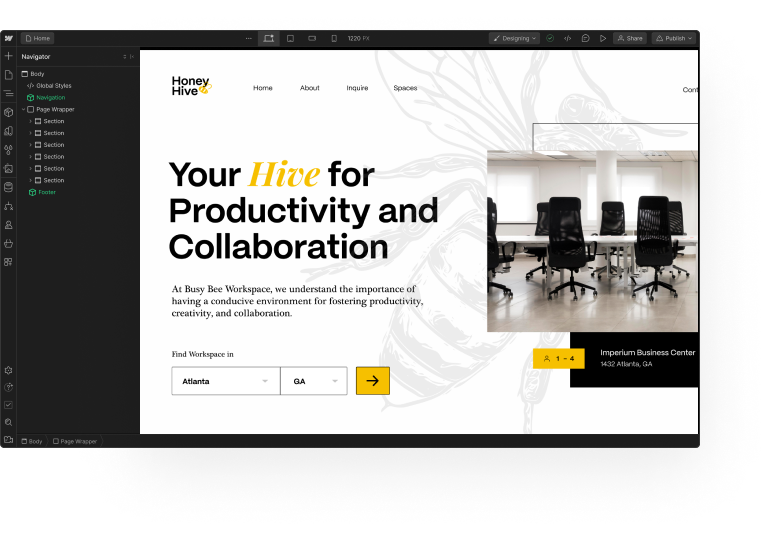 Home
1220 PX
Designing
Share
Publish
Navigator
Body
Global Styles
Navigation
Page Wrapper
Section
Section
Section
Section
Section
Section
Footer
Honey
Hive
Home
About
Inquire
Spaces
Cont
Your Hive for
Productivity and
Collaboration
At Busy Bee Workspace, we understand the importance of
having a conducive environment for fostering productivity,
creativity, and collaboration.
Find Workspace in
Atlanta
GA
1 - 4
Imperium Business Center
1432 Atlanta, GA
Body
Page Wrapper